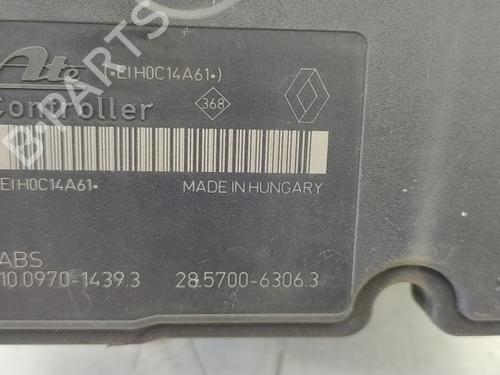 Ate (•EIH0C14A61•)
Controller 368
EIH0C14A61• MADE IN HUNGARY
ABS
10.0970-1439.3 28.5700-6306.3
B-PARTS